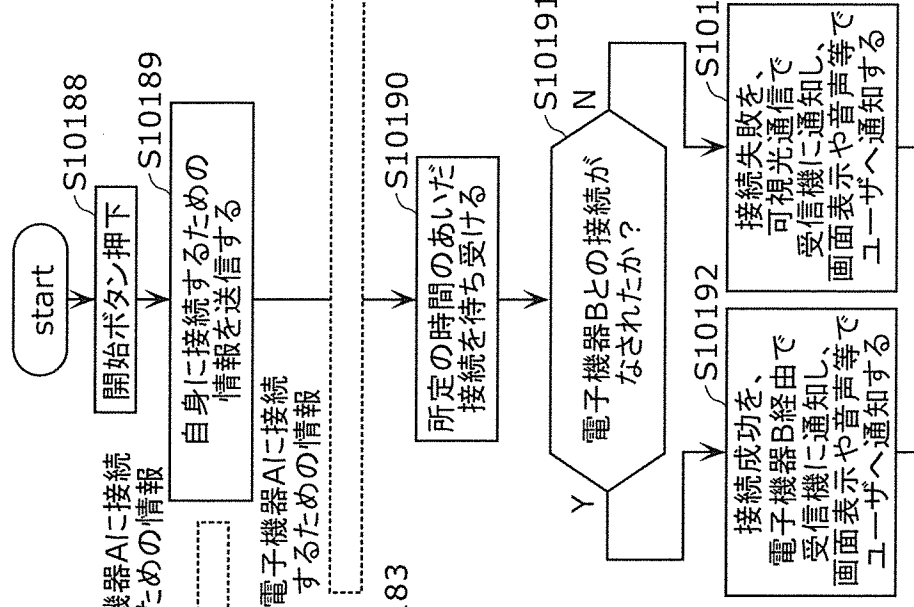 start
S10188
開始ボタン押下
S10189
自身に接続するための
情報を送信する
機器Aに接続
ための情報
電子機器Aに接続
するための情報
S10190
所定の時間のあいだ
接続を待ち受ける
S10191
電子機器Bとの接続が
なされたか?
Y
N
S10192
接続成功を、
電子機器B経由で
受信機に通知し、
画面表示や音声等で
ユーザへ通知する
S101
接続失敗を、
可視光通信で
受信機に通知し、
画面表示や音声等で
ユーザへ通知する